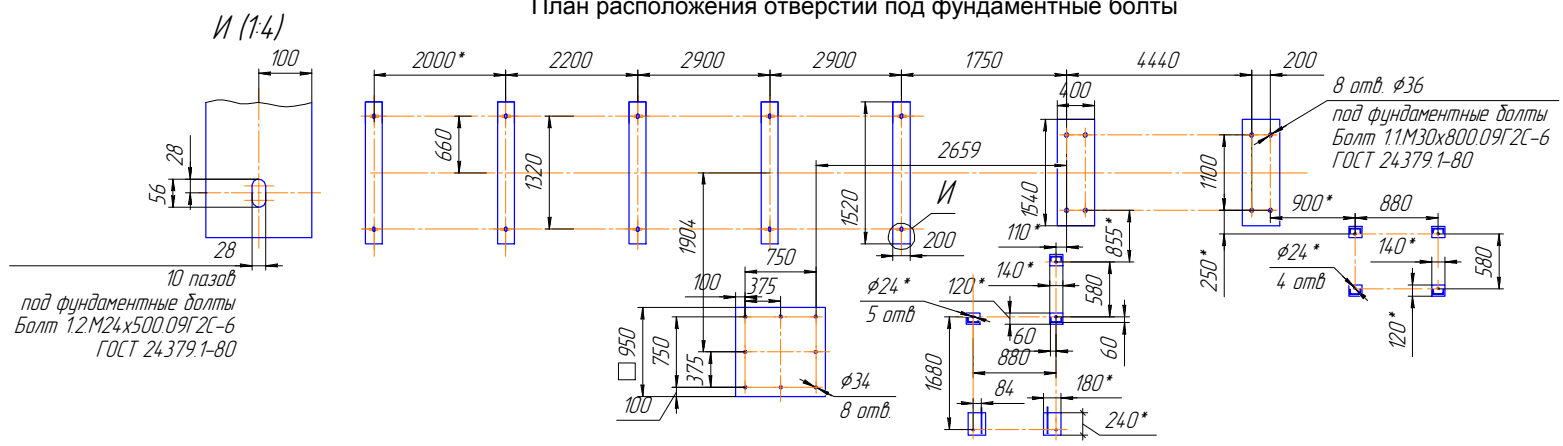 План расположения отверстий под фундаментные болты
И (1:4)
100
28
56
28
10 пазов
под фундаментные болты
Болт 1.2.М24х500.09Г2С-6
ГОСТ 24379.1-80
2000*
2200
2900
2900
1750
4440
200
400
8 отв. ϕ36
под фундаментные болты
Болт 1.1.М30х800.09Г2С-6
ГОСТ 24379.1-80
660
1320
2659
1904
1520
И
200
1540
1100
900*
880
110*
855*
250*
140*
580
ϕ24*
4 отв
120*
750
375
100
□ 950
750
375
100
ϕ34
8 отв.
ϕ24*
5 отв
140*
120*
580
60
60
880
1680
84
180*
240*